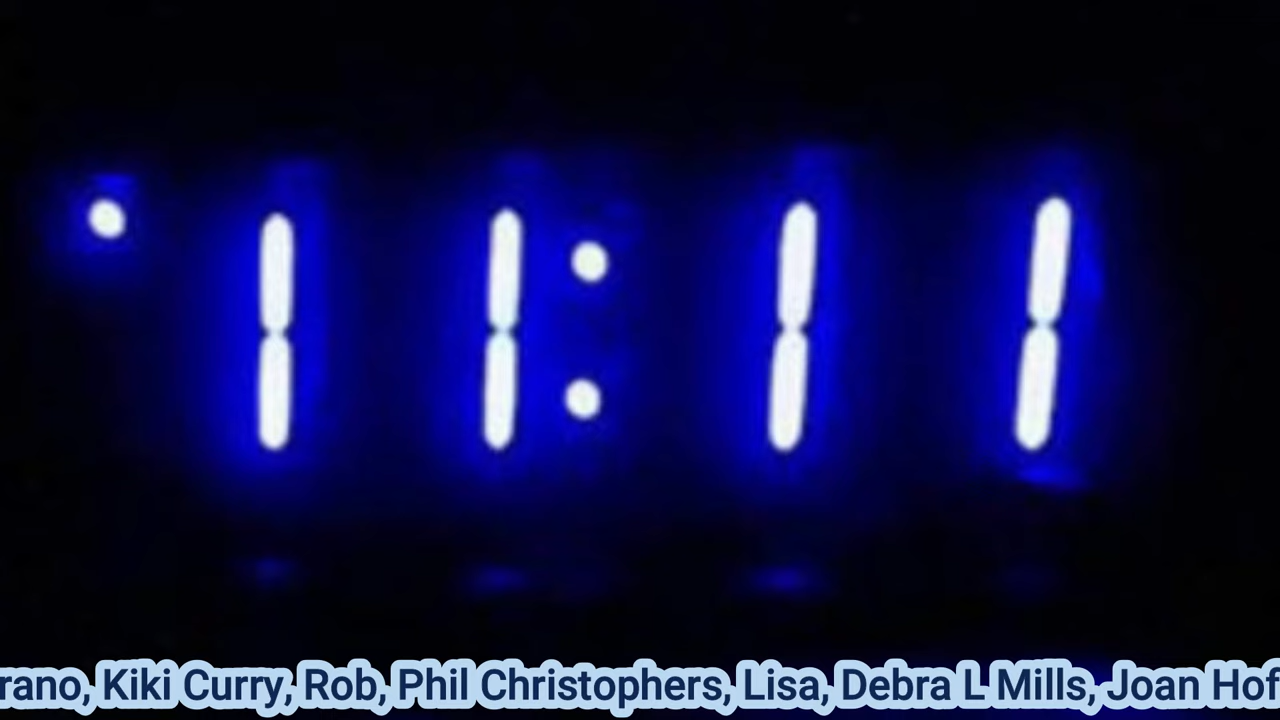 11:11
rano, Kiki Curry, Rob, Phil Christophers, Lisa, Debra L Mills, Joan Hof